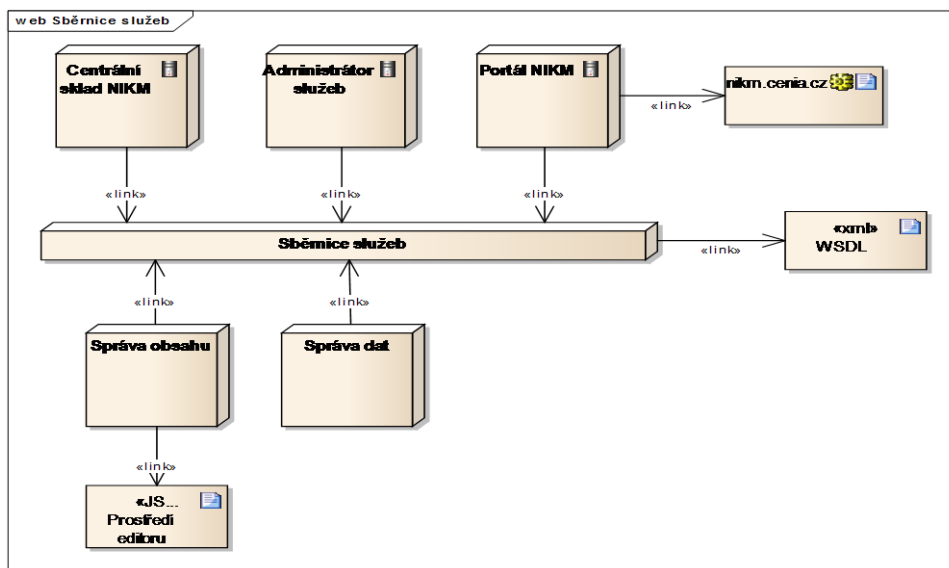 web Sběrnice služeb
Centrální
sklad NIKM
Administrátor
služeb
Portál NIKM
nikm.cenia.cz
«link»
«link»
«link»
«link»
Sběrnice služeb
«xml»
WSDL
«link»
«link»
«link»
Správa obsahu
Správa dat
«link»
«JS...
Prostředí
editoru